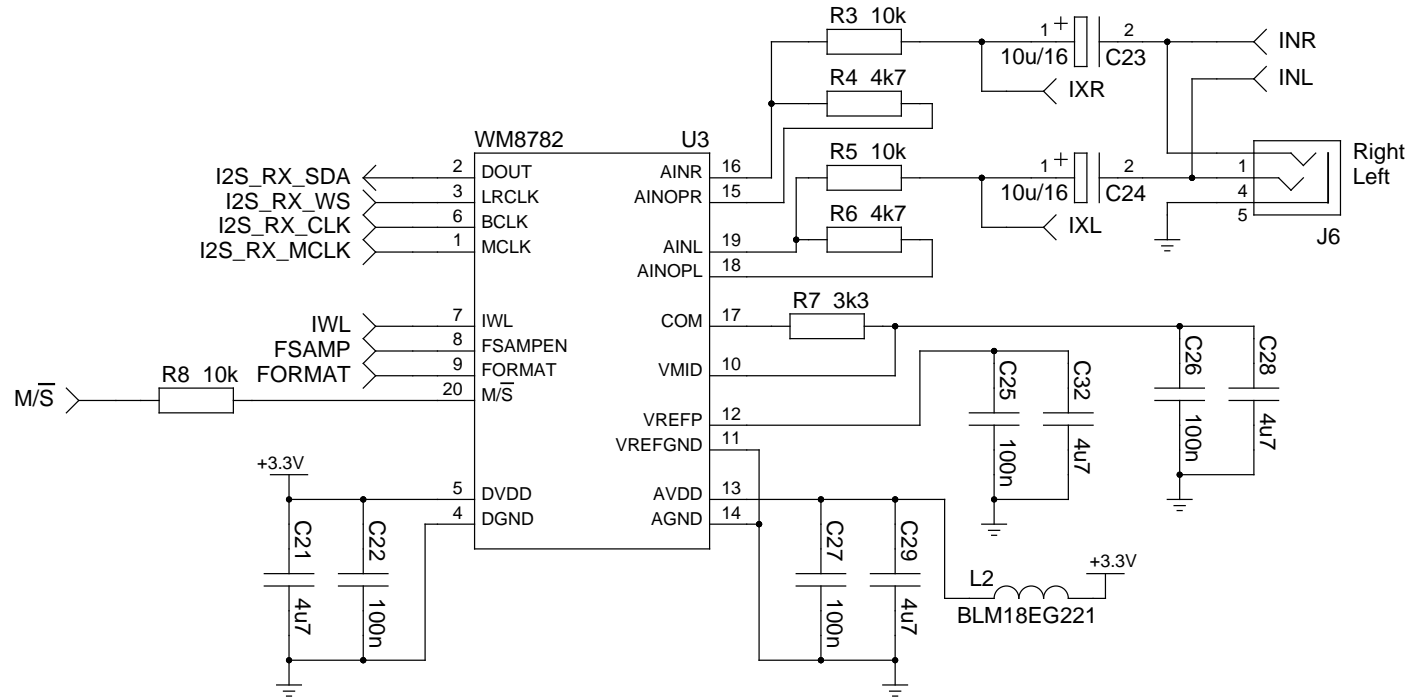 R3 10k
1 + 2
10u/16 C23
INR
INL
IXR
R4 4k7
WM8782 U3
R5 10k
1 + 2
10u/16 C24
IXL
R6 4k7
Right
Left
1
4
5
J6
I2S_RX_SDA 2 DOUT
I2S_RX_WS 3 LRCLK
I2S_RX_CLK 6 BCLK
I2S_RX_MCLK 1 MCLK
AINR 16
AINOPR 15
AINL 19
AINOPL 18
R7 3k3
IWL 7 IWL
FSAMP 8 FSAMPEN
FORMAT 9 FORMAT
R8 10k
M/S̅ 20 M/S̅
COM 17
VMID 10
VREFP 12
VREFGND 11
C25 100n
C32 4u7
C26 100n
C28 4u7
+3.3V
5 DVDD
4 DGND
AVDD 13
AGND 14
C21 4u7
C22 100n
C27 100n
C29 4u7
L2
+3.3V
BLM18EG221